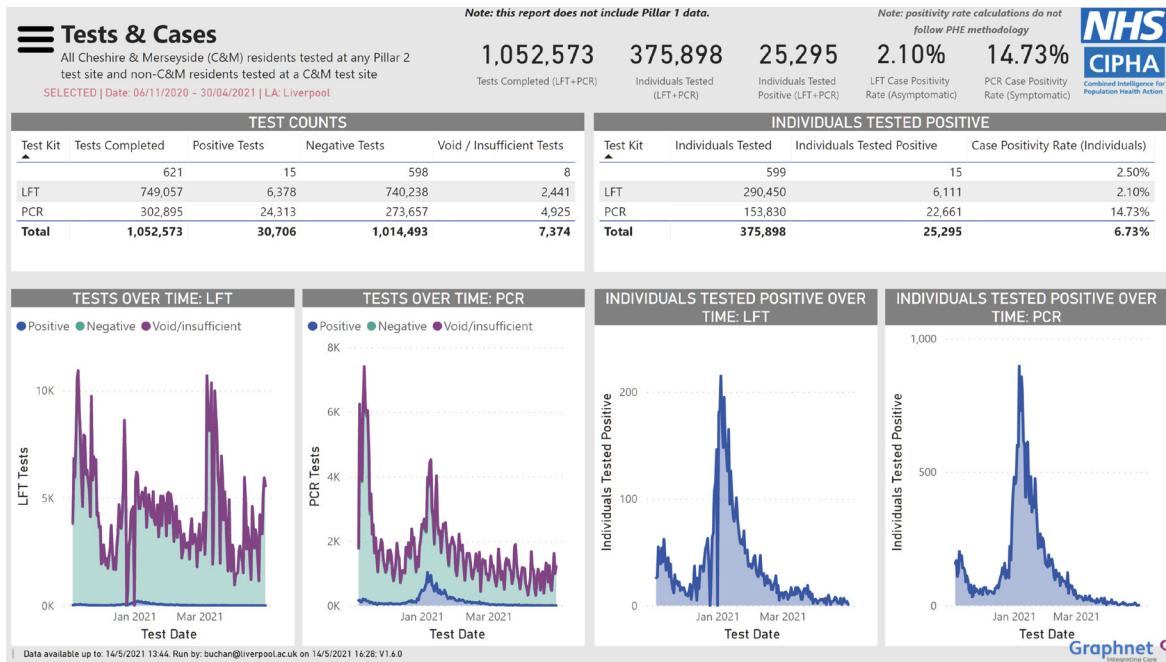 Note: this report does not include Pillar 1 data.
Note: positivity rate calculations do not
follow PHE methodology
NHS
CIPHA
Combined Intelligence for
Population Health Action
Tests & Cases
All Cheshire & Merseyside (C&M) residents tested at any Pillar 2
test site and non-C&M residents tested at a C&M test site
SELECTED | Date: 06/11/2020 - 30/04/2021 | LA: Liverpool
1,052,573
Tests Completed (LFT+PCR)
375,898
Individuals Tested
(LFT+PCR)
25,295
Individuals Tested
Positive (LFT+PCR)
2.10%
LFT Case Positivity
Rate (Asymptomatic)
14.73%
PCR Case Positivity
Rate (Symptomatic)
TEST COUNTS
Test Kit Tests Completed Positive Tests Negative Tests Void / Insufficient Tests
621 15 598 8
LFT 749,057 6,378 740,238 2,441
PCR 302,895 24,313 273,657 4,925
Total 1,052,573 30,706 1,014,493 7,374
INDIVIDUALS TESTED POSITIVE
Test Kit Individuals Tested Individuals Tested Positive Case Positivity Rate (Individuals)
599 15 2.50%
LFT 290,450 6,111 2.10%
PCR 153,830 22,661 14.73%
Total 375,898 25,295 6.73%
TESTS OVER TIME: LFT
Positive Negative Void/insufficient
LFT Tests
10K
5K
0K
Jan 2021 Mar 2021
Test Date
TESTS OVER TIME: PCR
Positive Negative Void/insufficient
PCR Tests
8K
6K
4K
2K
0K
Jan 2021 Mar 2021
Test Date
INDIVIDUALS TESTED POSITIVE OVER
TIME: LFT
Individuals Tested Positive
200
100
0
Jan 2021 Mar 2021
Test Date
INDIVIDUALS TESTED POSITIVE OVER
TIME: PCR
Individuals Tested Positive
1,000
500
0
Jan 2021 Mar 2021
Test Date
Data available up to: 14/5/2021 13:44. Run by: buchan@liverpool.ac.uk on 14/5/2021 16:28; V1.6.0
Graphnet
Integrating Care